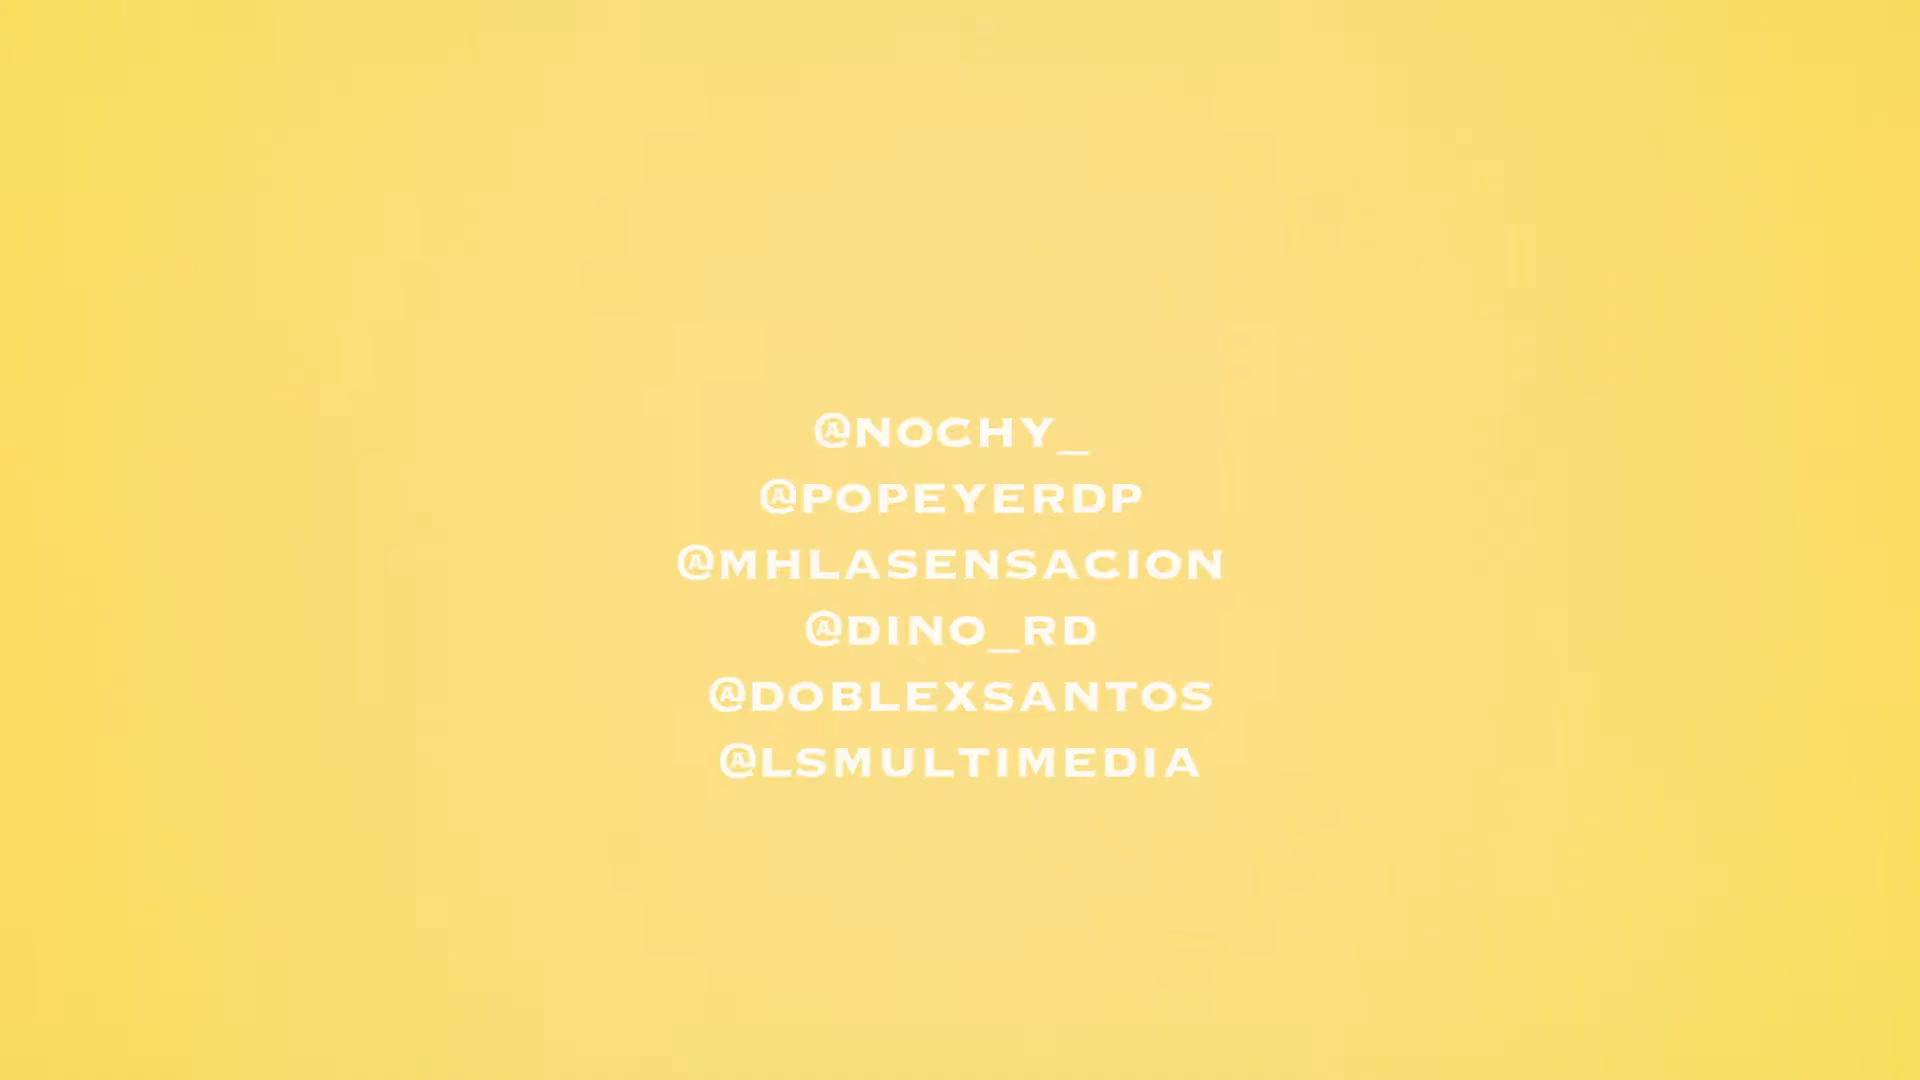 @NOCHY_
@POPEYERDP
@MHLASENSACION
@DINO_RD
@DOBLEXSANTOS
@LSMULTIMEDIA